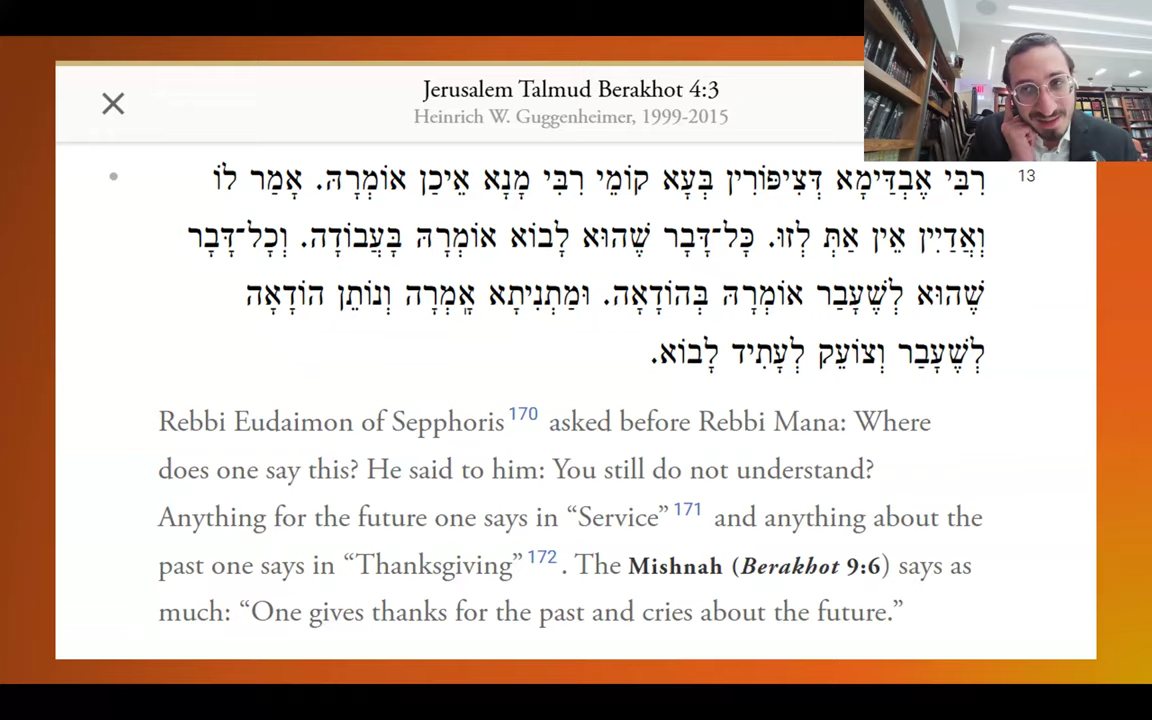 Jerusalem Talmud Berakhot 4:3
Heinrich W. Guggenheimer, 1999-2015
13
רִבִּי אֶבְדַּימָא דְּצִיפּוֹרִין בְּעָא קוֹמֵי רִבִּי מָנָא אֵיכַן אוֹמְרָהּ. אָמַר לוֹ
וְאֲדַיִין אֵין אַתְּ לְזוּ. כָּל־דָּבָר שֶׁהוּא לָבוֹא אוֹמְרָהּ בָּעֲבוֹדָה. וְכָל־דָּבָר
שֶׁהוּא לְשֶׁעָבַר אוֹמְרָהּ בְּהוֹדָאָה. וּמַתְנִיתָא אָֽמְרָה וְנוֹתֵן הוֹדָאָה
לְשֶׁעָבַר וְצוֹעֵק לְעָתִיד לָבוֹא.
Rebbi Eudaimon of Sepphoris170 asked before Rebbi Mana: Where
does one say this? He said to him: You still do not understand?
Anything for the future one says in “Service”171 and anything about the
past one says in “Thanksgiving”172. The Mishnah (Berakhot 9:6) says as
much: “One gives thanks for the past and cries about the future.”